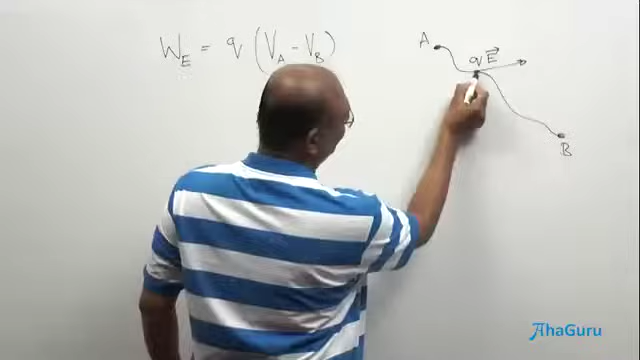 W_E = q (V_A - V_B)
A
qE⃗
B
AhaGuru